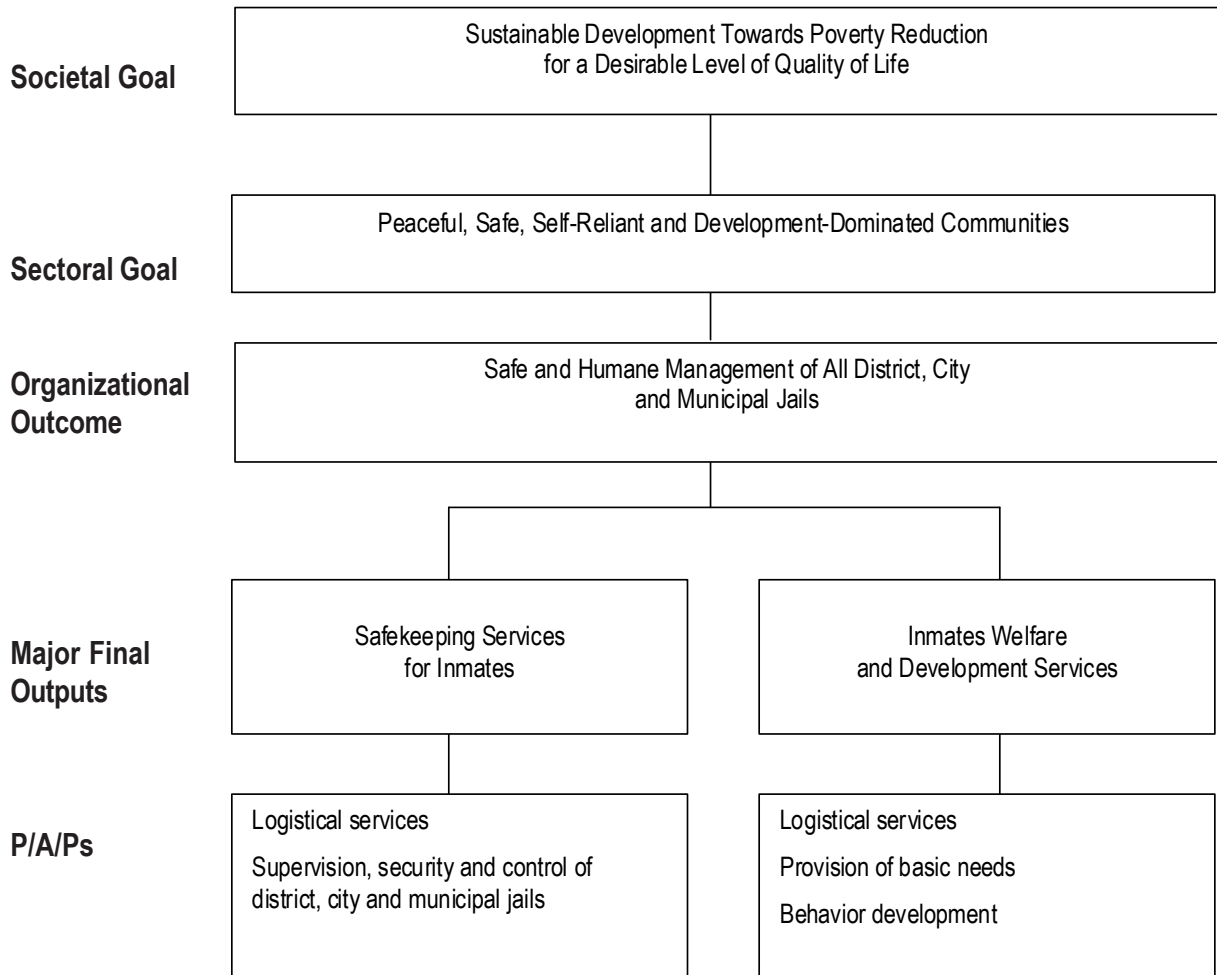 Societal Goal
Sustainable Development Towards Poverty Reduction
for a Desirable Level of Quality of Life
Sectoral Goal
Peaceful, Safe, Self-Reliant and Development-Dominated Communities
Organizational
Outcome
Safe and Humane Management of All District, City
and Municipal Jails
Major Final
Outputs
Safekeeping Services
for Inmates
Inmates Welfare
and Development Services
P/A/Ps
Logistical services
Supervision, security and control of
district, city and municipal jails
Logistical services
Provision of basic needs
Behavior development